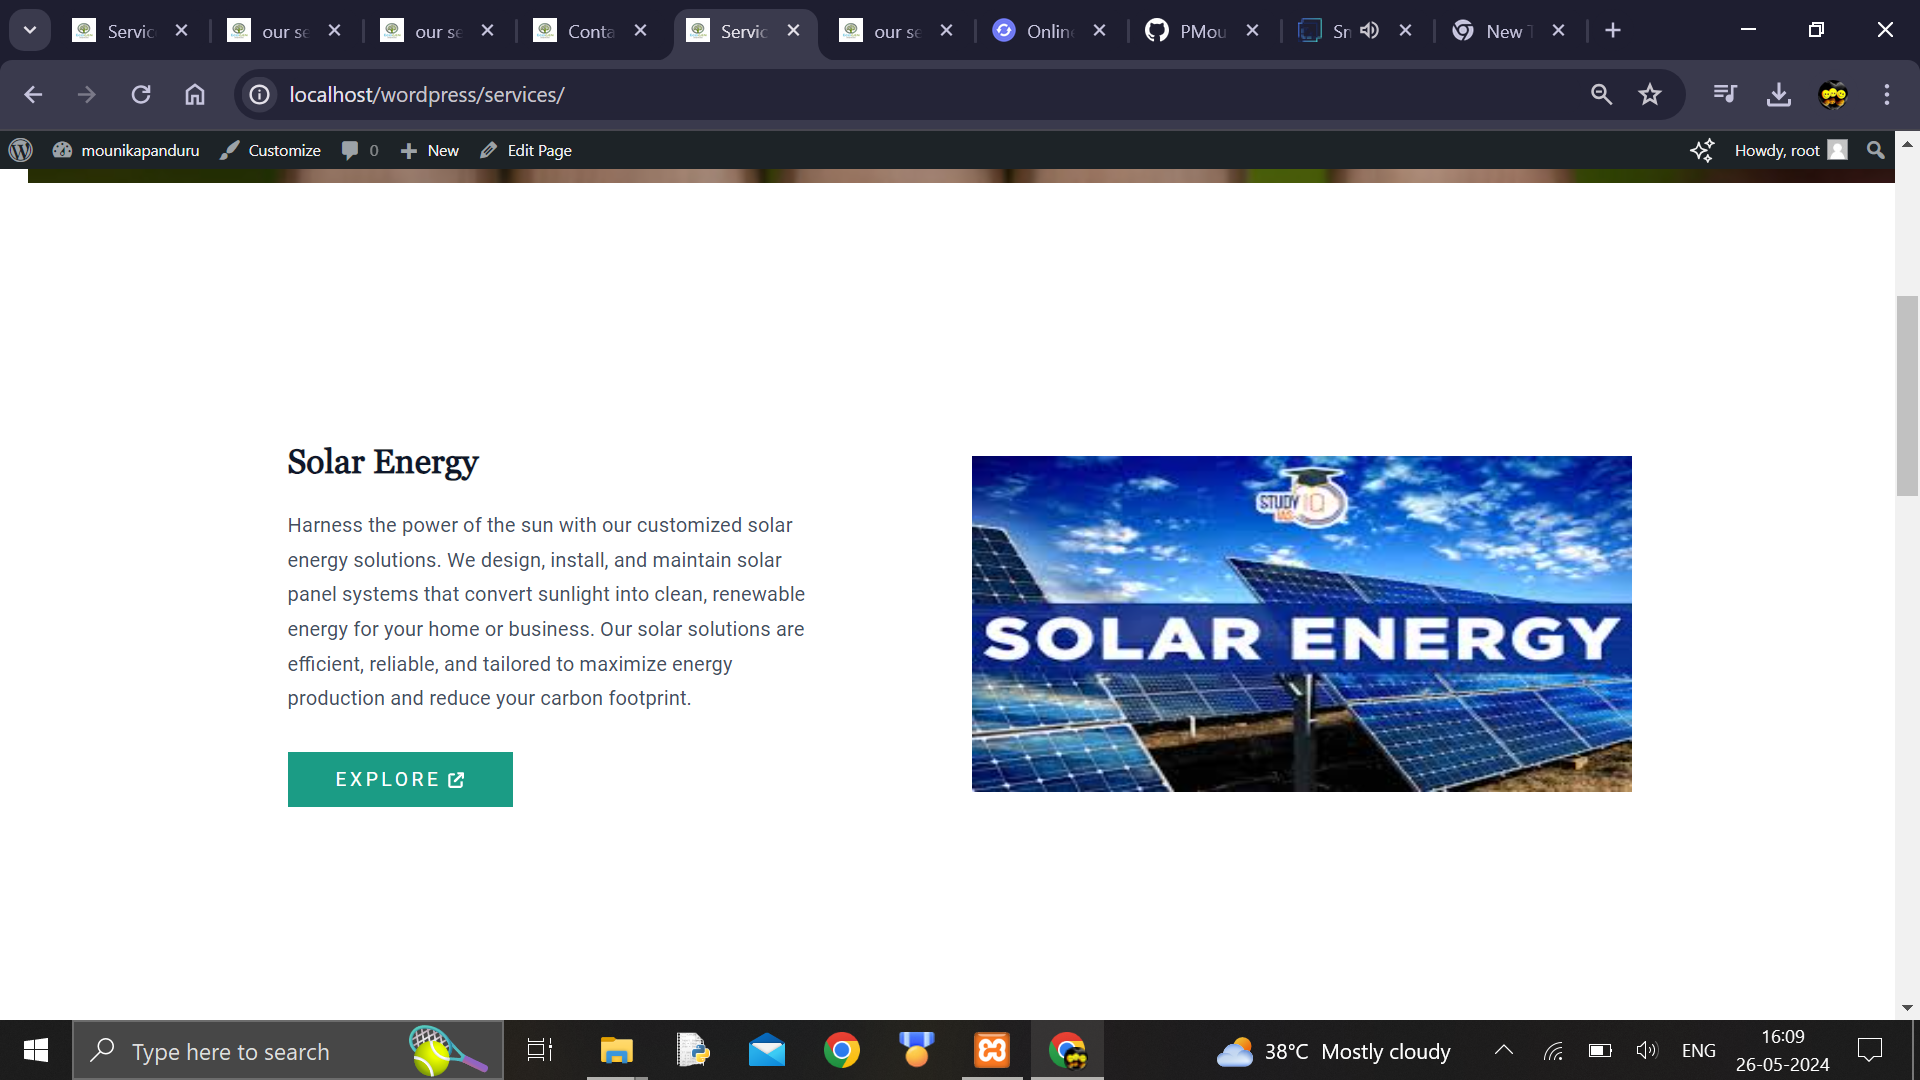 Servic
our se
our se
Conta
Servic
our se
Online
PMou
Sn
New T
localhost/wordpress/services/
mounikapanduru
Customize
0
New
Edit Page
Howdy, root
Solar Energy
Harness the power of the sun with our customized solar
energy solutions. We design, install, and maintain solar
panel systems that convert sunlight into clean, renewable
energy for your home or business. Our solar solutions are
efficient, reliable, and tailored to maximize energy
production and reduce your carbon footprint.
EXPLORE
STUDY IQ
IAS
SOLAR ENERGY
Type here to search
38°C Mostly cloudy
ENG
16:09
26-05-2024